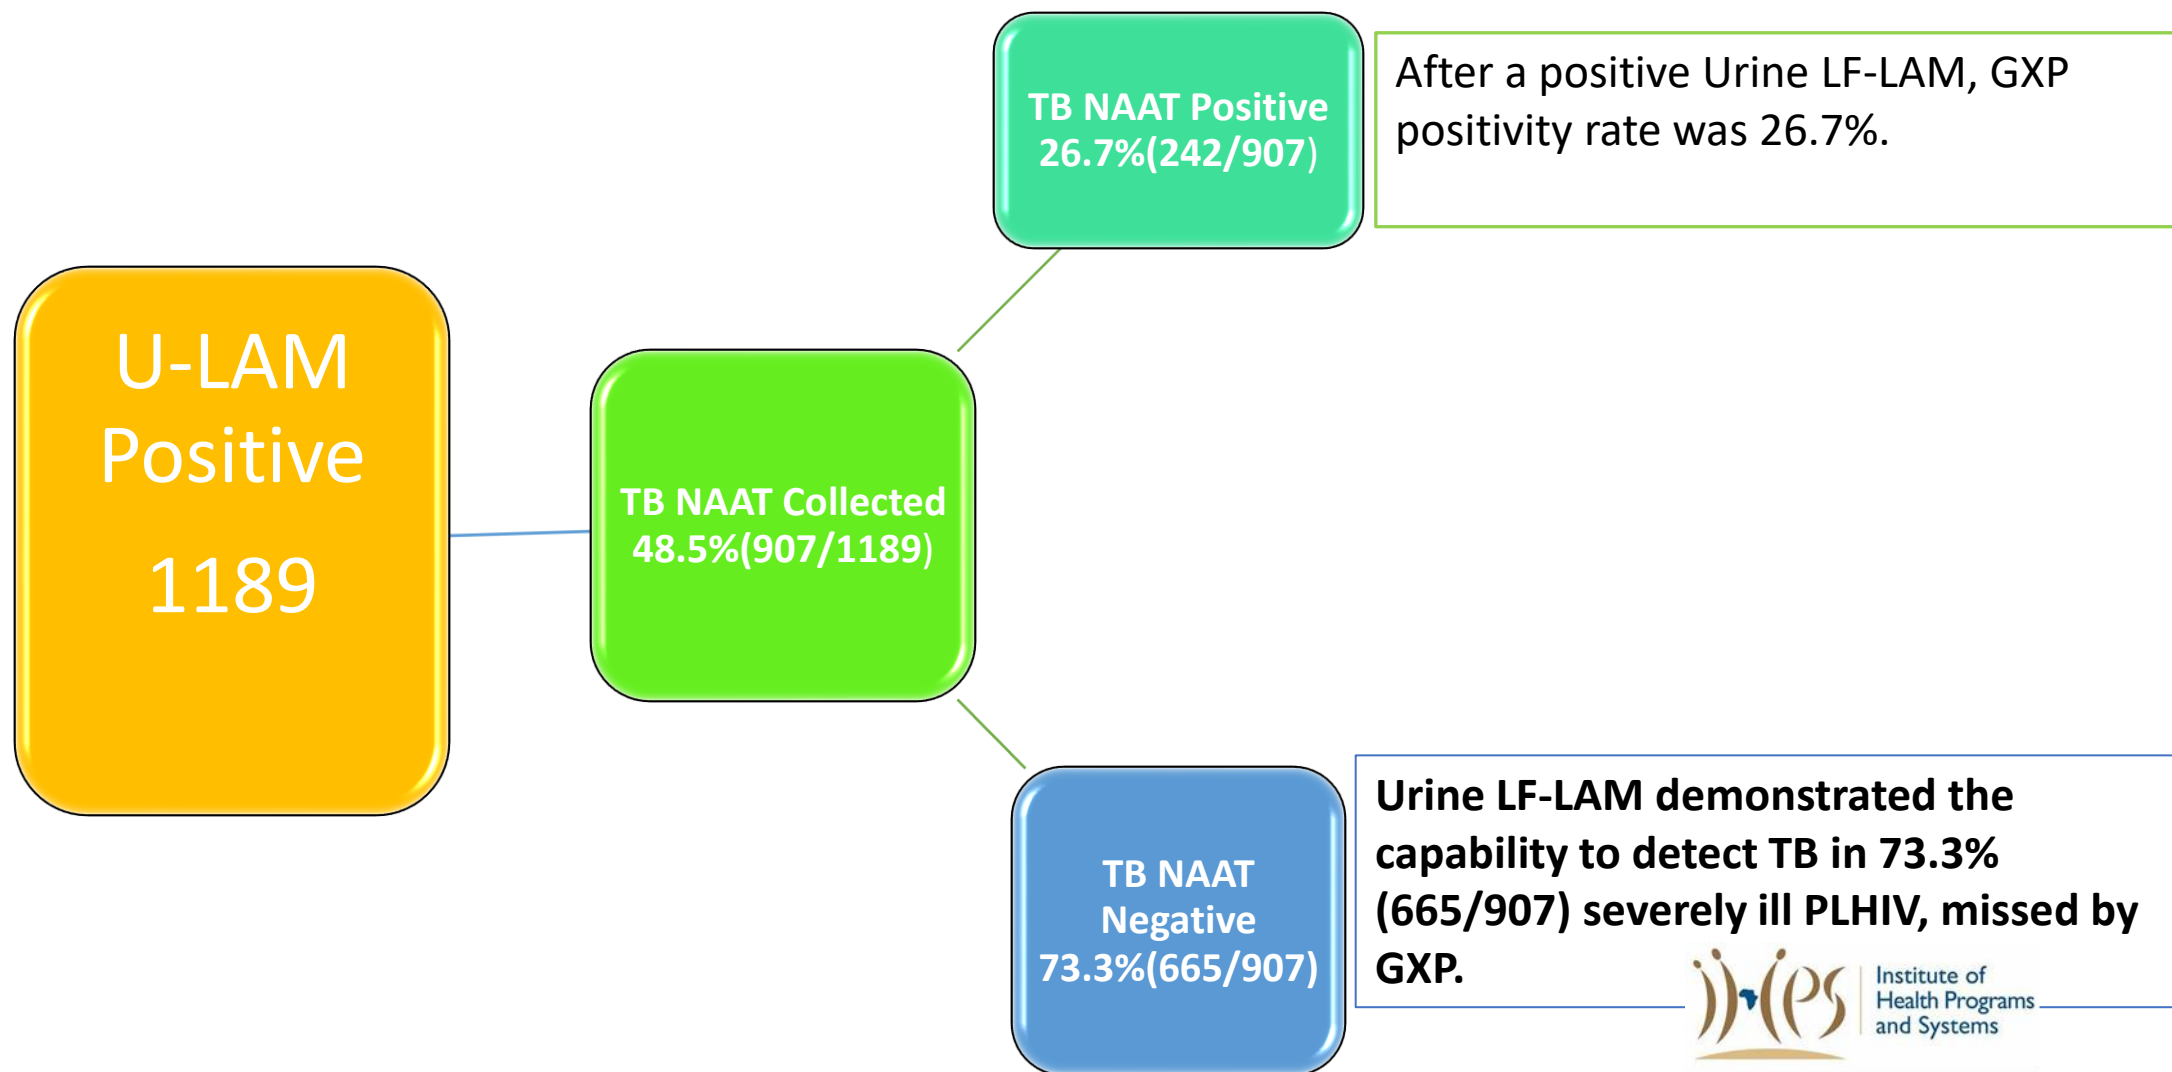 U-LAM
Positive
1189
TB NAAT Collected
48.5%(907/1189)
TB NAAT Positive
26.7%(242/907)
After a positive Urine LF-LAM, GXP
positivity rate was 26.7%.
TB NAAT
Negative
73.3%(665/907)
Urine LF-LAM demonstrated the
capability to detect TB in 73.3%
(665/907) severely ill PLHIV, missed by
GXP.
Institute of
Health Programs
and Systems